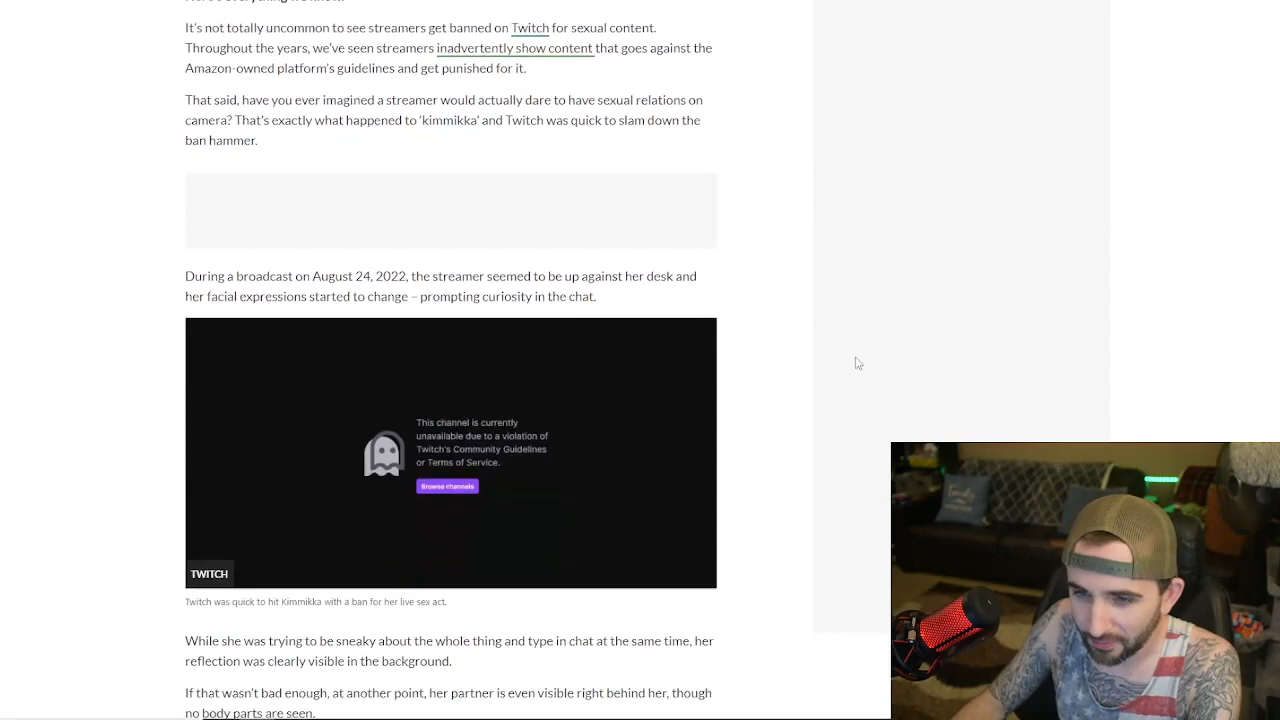 It's not totally uncommon to see streamers get banned on Twitch for sexual content.
Throughout the years, we've seen streamers inadvertently show content that goes against the
Amazon-owned platform's guidelines and get punished for it.
That said, have you ever imagined a streamer would actually dare to have sexual relations on
camera? That's exactly what happened to 'kimmikka' and Twitch was quick to slam down the
ban hammer.
During a broadcast on August 24, 2022, the streamer seemed to be up against her desk and
her facial expressions started to change – prompting curiosity in the chat.
This channel is currently
unavailable due to a violation of
Twitch's Community Guidelines
or Terms of Service.
Browse channels
TWITCH
Twitch was quick to hit Kimmikka with a ban for her live sex act.
While she was trying to be sneaky about the whole thing and type in chat at the same time, her
reflection was clearly visible in the background.
If that wasn't bad enough, at another point, her partner is even visible right behind her, though
no body parts are seen.